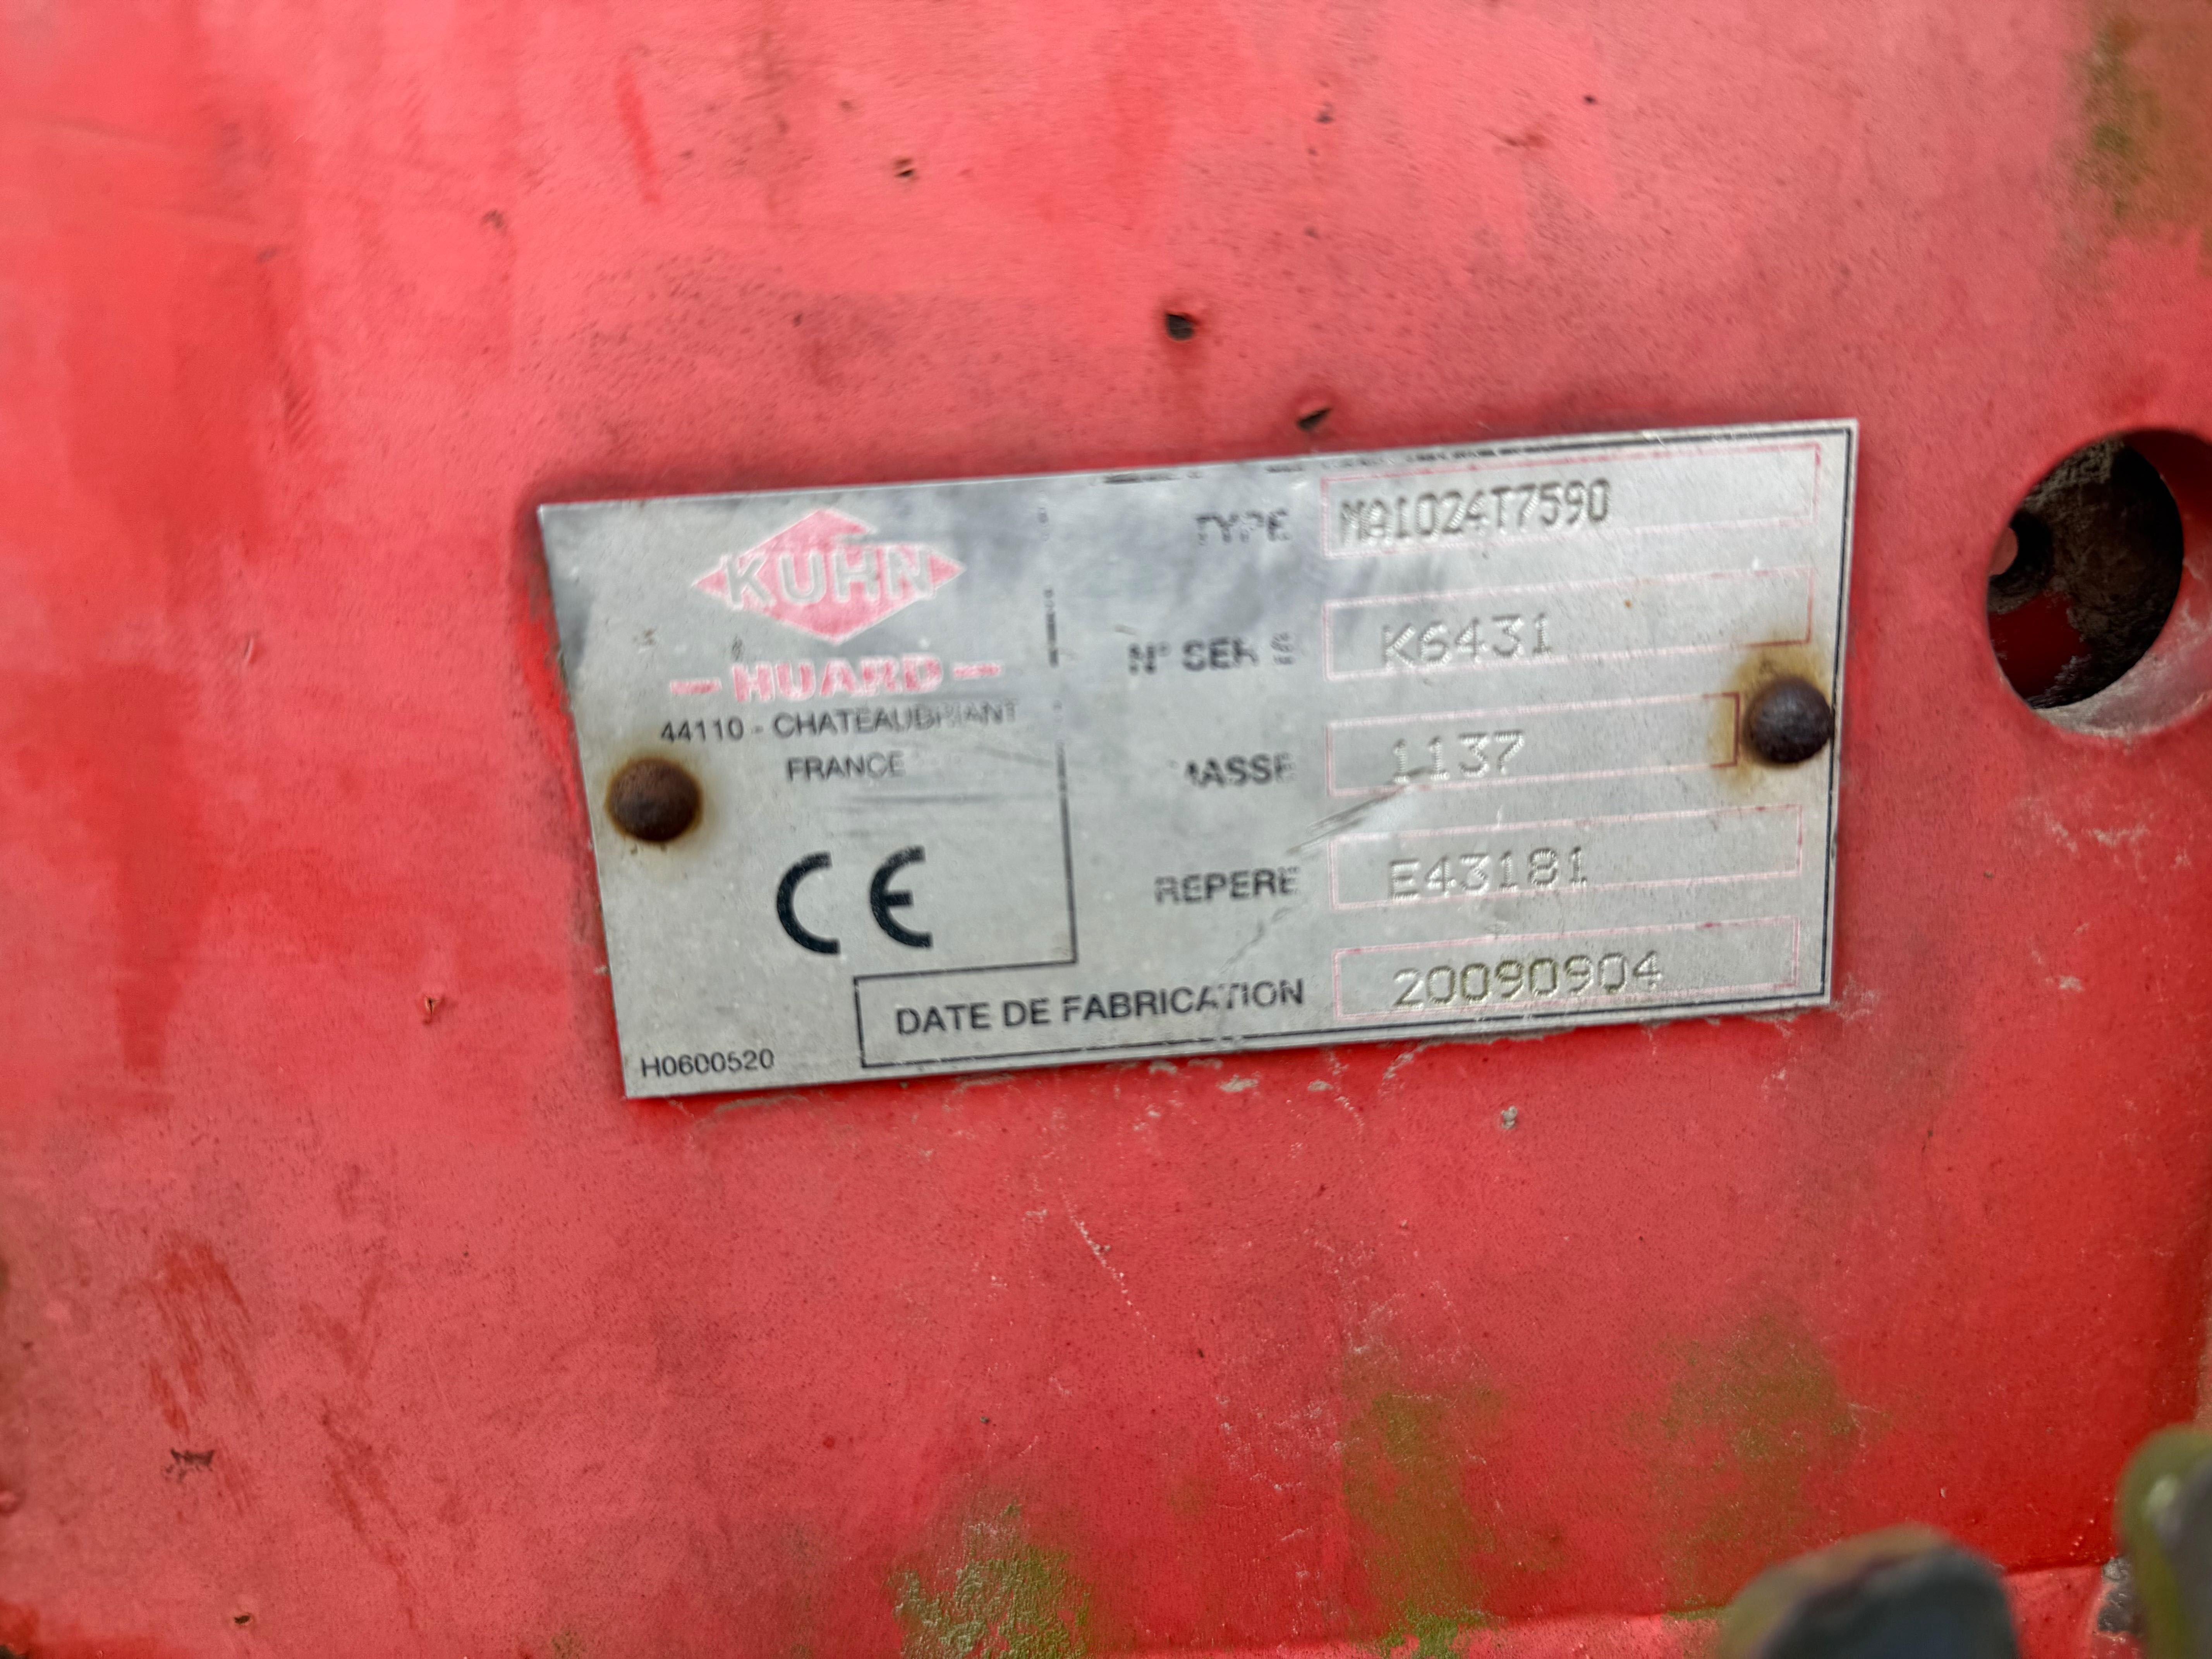 KUHN
HUARD
44110 - CHATEAUBRIANT
FRANCE
CE
H0600520
TYPE MA1024T7590
N° SERIE K6431
MASSE 1137
REPERE E43181
DATE DE FABRICATION 20090904